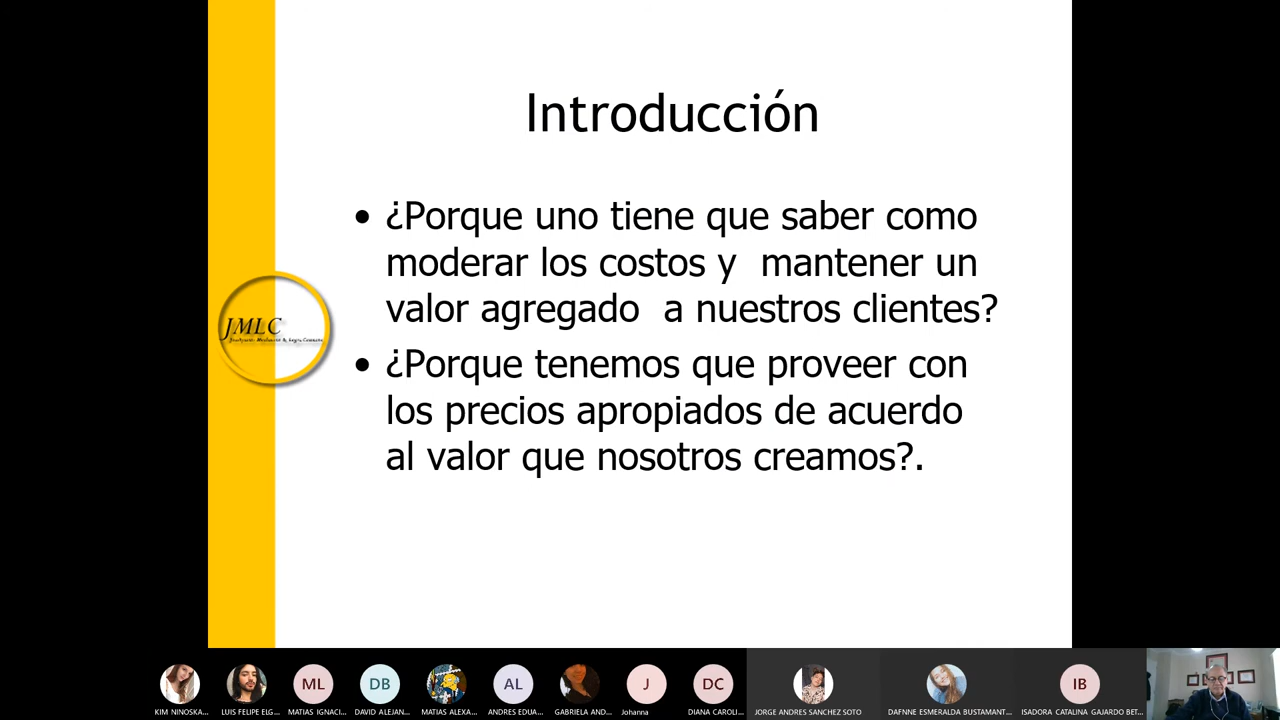 Introducción
• ¿Porque uno tiene que saber como
moderar los costos y mantener un
valor agregado a nuestros clientes?
• ¿Porque tenemos que proveer con
los precios apropiados de acuerdo
al valor que nosotros creamos?.
JMLC
ML
DB
AL
J
DC
IB
KIM NINOSKA...
LUIS FELIPE ELG...
MATIAS IGNACI...
DAVID ALEJAN...
MATIAS ALEXA...
ANDRES EDUA...
GABRIELA AND...
Johanna
DIANA CAROLI...
JORGE ANDRES SANCHEZ SOTO
DAFNNE ESMERALDA BUSTAMANT...
ISADORA CATALINA GAJARDO BET...